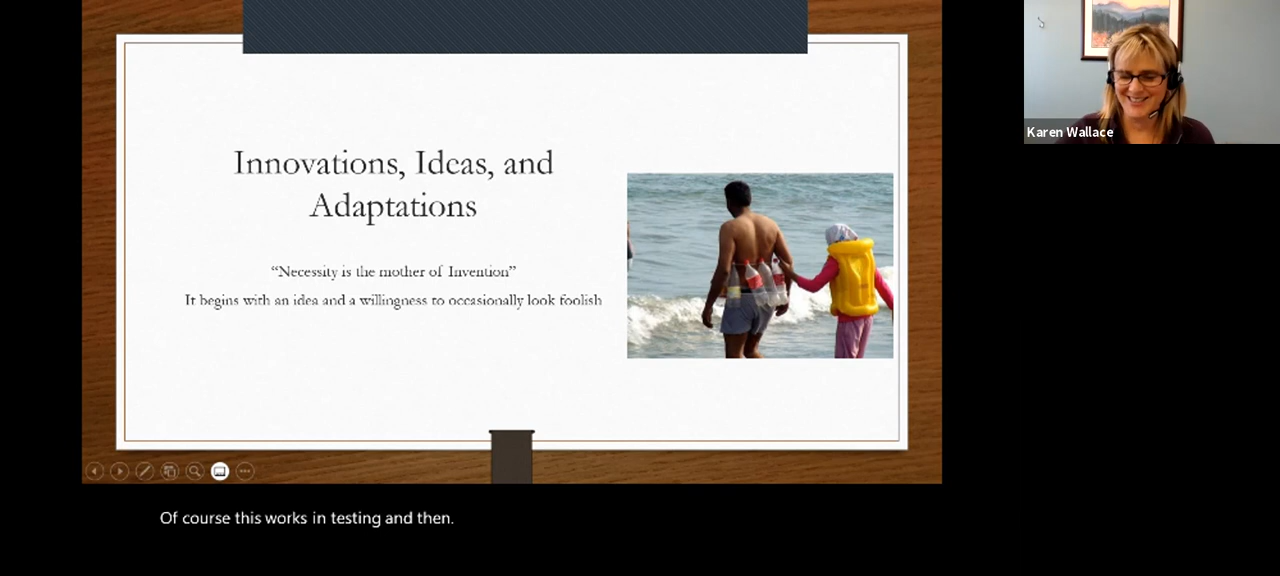 Innovations, Ideas, and
Adaptations
“Necessity is the mother of Invention”
It begins with an idea and a willingness to occasionally look foolish
Karen Wallace
Of course this works in testing and then.